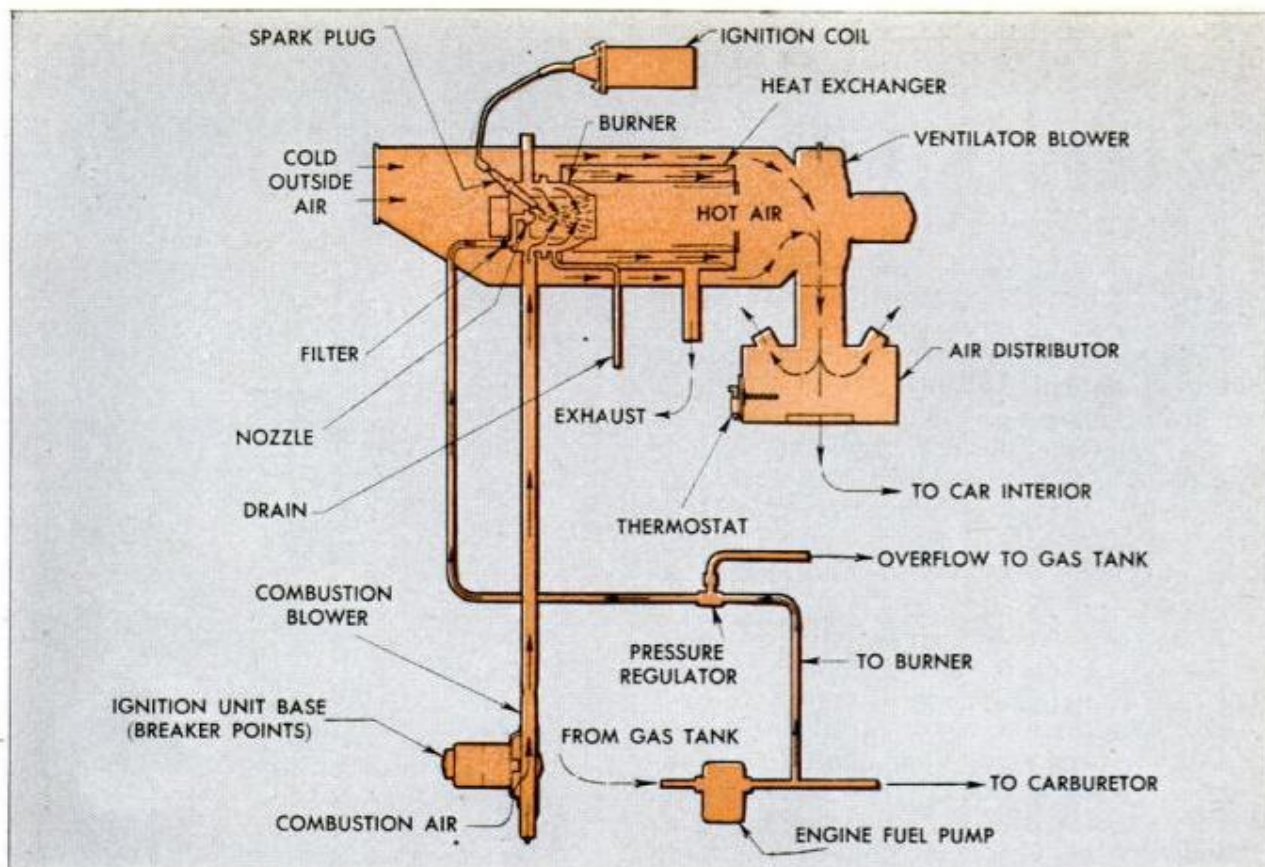 SPARK PLUG
IGNITION COIL
HEAT EXCHANGER
BURNER
VENTILATOR BLOWER
COLD
OUTSIDE
AIR
HOT AIR
FILTER
AIR DISTRIBUTOR
EXHAUST
NOZZLE
TO CAR INTERIOR
DRAIN
THERMOSTAT
OVERFLOW TO GAS TANK
COMBUSTION
BLOWER
PRESSURE
REGULATOR
TO BURNER
IGNITION UNIT BASE
(BREAKER POINTS)
FROM GAS TANK
TO CARBURETOR
COMBUSTION AIR
ENGINE FUEL PUMP